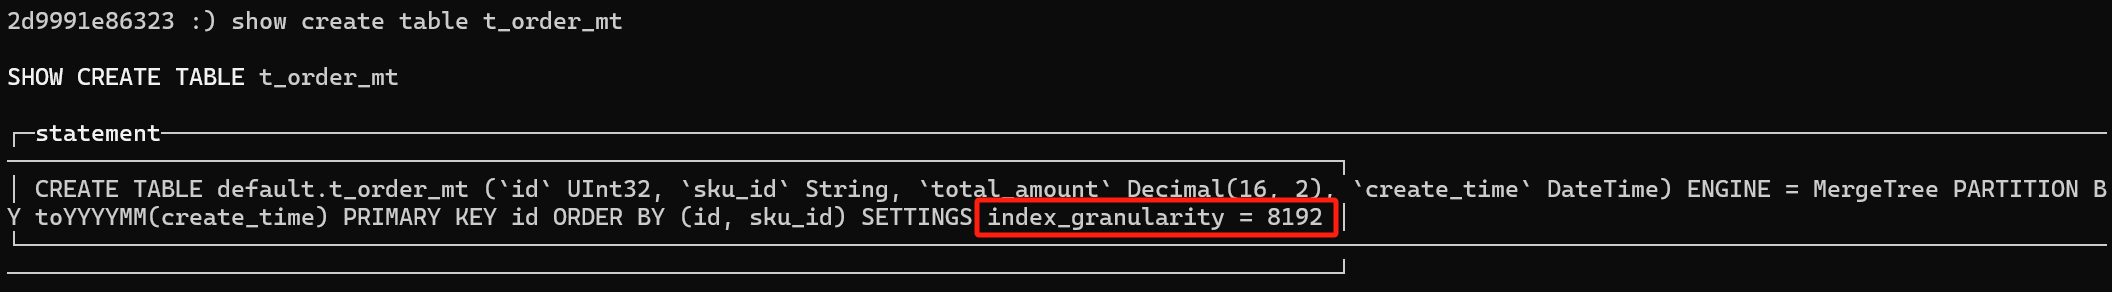 2d9991e86323 :) show create table t_order_mt
SHOW CREATE TABLE t_order_mt
statement
CREATE TABLE default.t_order_mt (`id` UInt32, `sku_id` String, `total_amount` Decimal(16, 2), `create_time` DateTime) ENGINE = MergeTree PARTITION B
Y toYYYYMM(create_time) PRIMARY KEY id ORDER BY (id, sku_id) SETTINGS index_granularity = 8192